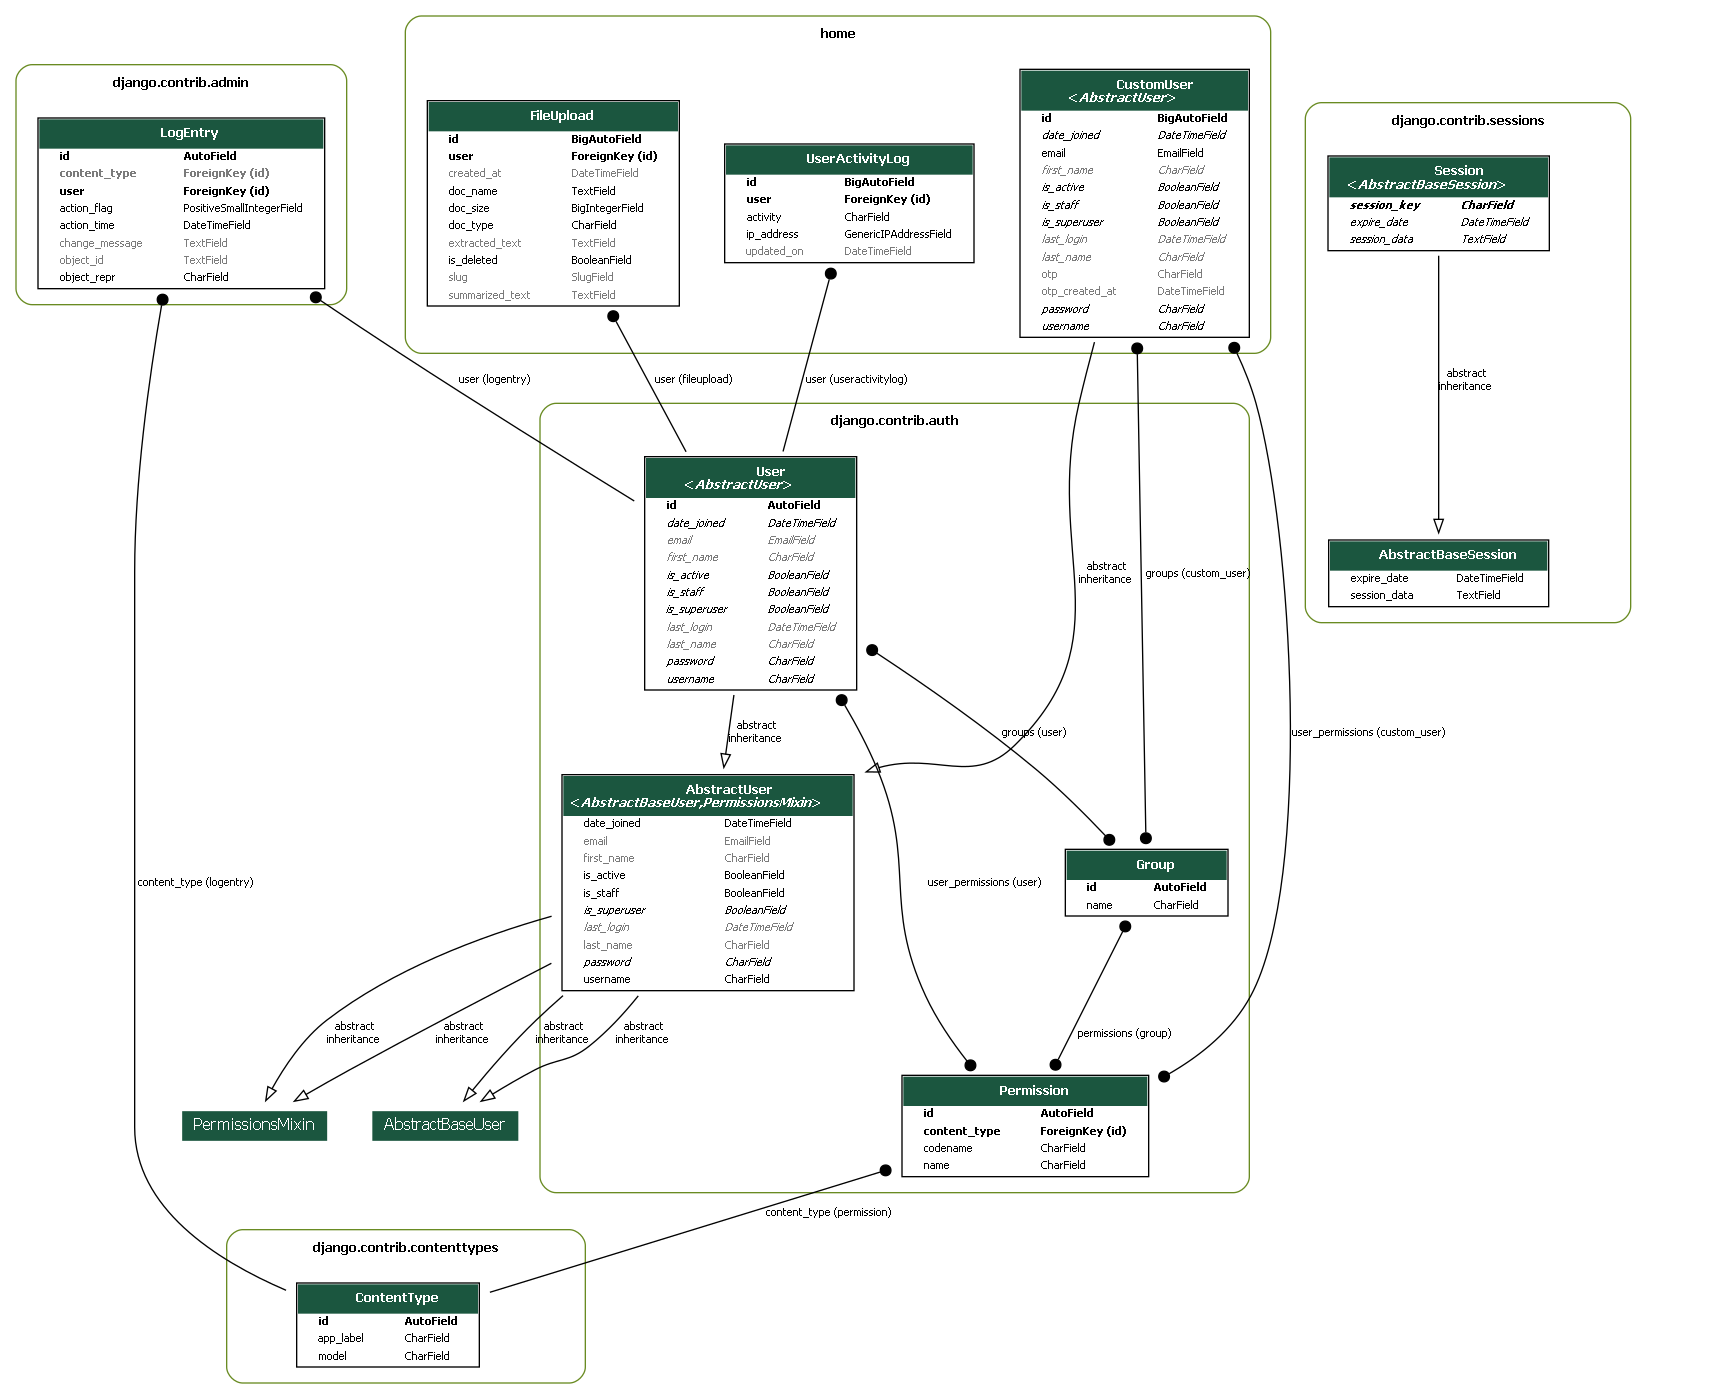 home
django.contrib.admin
LogEntry
id AutoField
content_type ForeignKey (id)
user ForeignKey (id)
action_flag PositiveSmallIntegerField
action_time DateTimeField
change_message TextField
object_id TextField
object_repr CharField
FileUpload
id BigAutoField
user ForeignKey (id)
created_at DateTimeField
doc_name TextField
doc_size BigIntegerField
doc_type CharField
extracted_text TextField
is_deleted BooleanField
slug SlugField
summarized_text TextField
UserActivityLog
id BigAutoField
user ForeignKey (id)
activity CharField
ip_address GenericIPAddressField
updated_on DateTimeField
CustomUser
<AbstractUser>
id BigAutoField
date_joined DateTimeField
email EmailField
first_name CharField
is_active BooleanField
is_staff BooleanField
is_superuser BooleanField
last_login DateTimeField
last_name CharField
otp CharField
otp_created_at DateTimeField
password CharField
username CharField
django.contrib.sessions
Session
<AbstractBaseSession>
session_key CharField
expire_date DateTimeField
session_data TextField
abstract
inheritance
AbstractBaseSession
expire_date DateTimeField
session_data TextField
user (logentry)
user (fileupload)
user (useractivitylog)
django.contrib.auth
User
<AbstractUser>
id AutoField
date_joined DateTimeField
email EmailField
first_name CharField
is_active BooleanField
is_staff BooleanField
is_superuser BooleanField
last_login DateTimeField
last_name CharField
password CharField
username CharField
abstract
inheritance
groups (custom_user)
abstract
inheritance
groups (user)
user_permissions (custom_user)
AbstractUser
<AbstractBaseUser,PermissionsMixin>
date_joined DateTimeField
email EmailField
first_name CharField
is_active BooleanField
is_staff BooleanField
is_superuser BooleanField
last_login DateTimeField
last_name CharField
password CharField
username CharField
content_type (logentry)
user_permissions (user)
Group
id AutoField
name CharField
abstract
inheritance
abstract
inheritance
abstract
inheritance
abstract
inheritance
permissions (group)
PermissionsMixin
AbstractBaseUser
Permission
id AutoField
content_type ForeignKey (id)
codename CharField
name CharField
content_type (permission)
django.contrib.contenttypes
ContentType
id AutoField
app_label CharField
model CharField